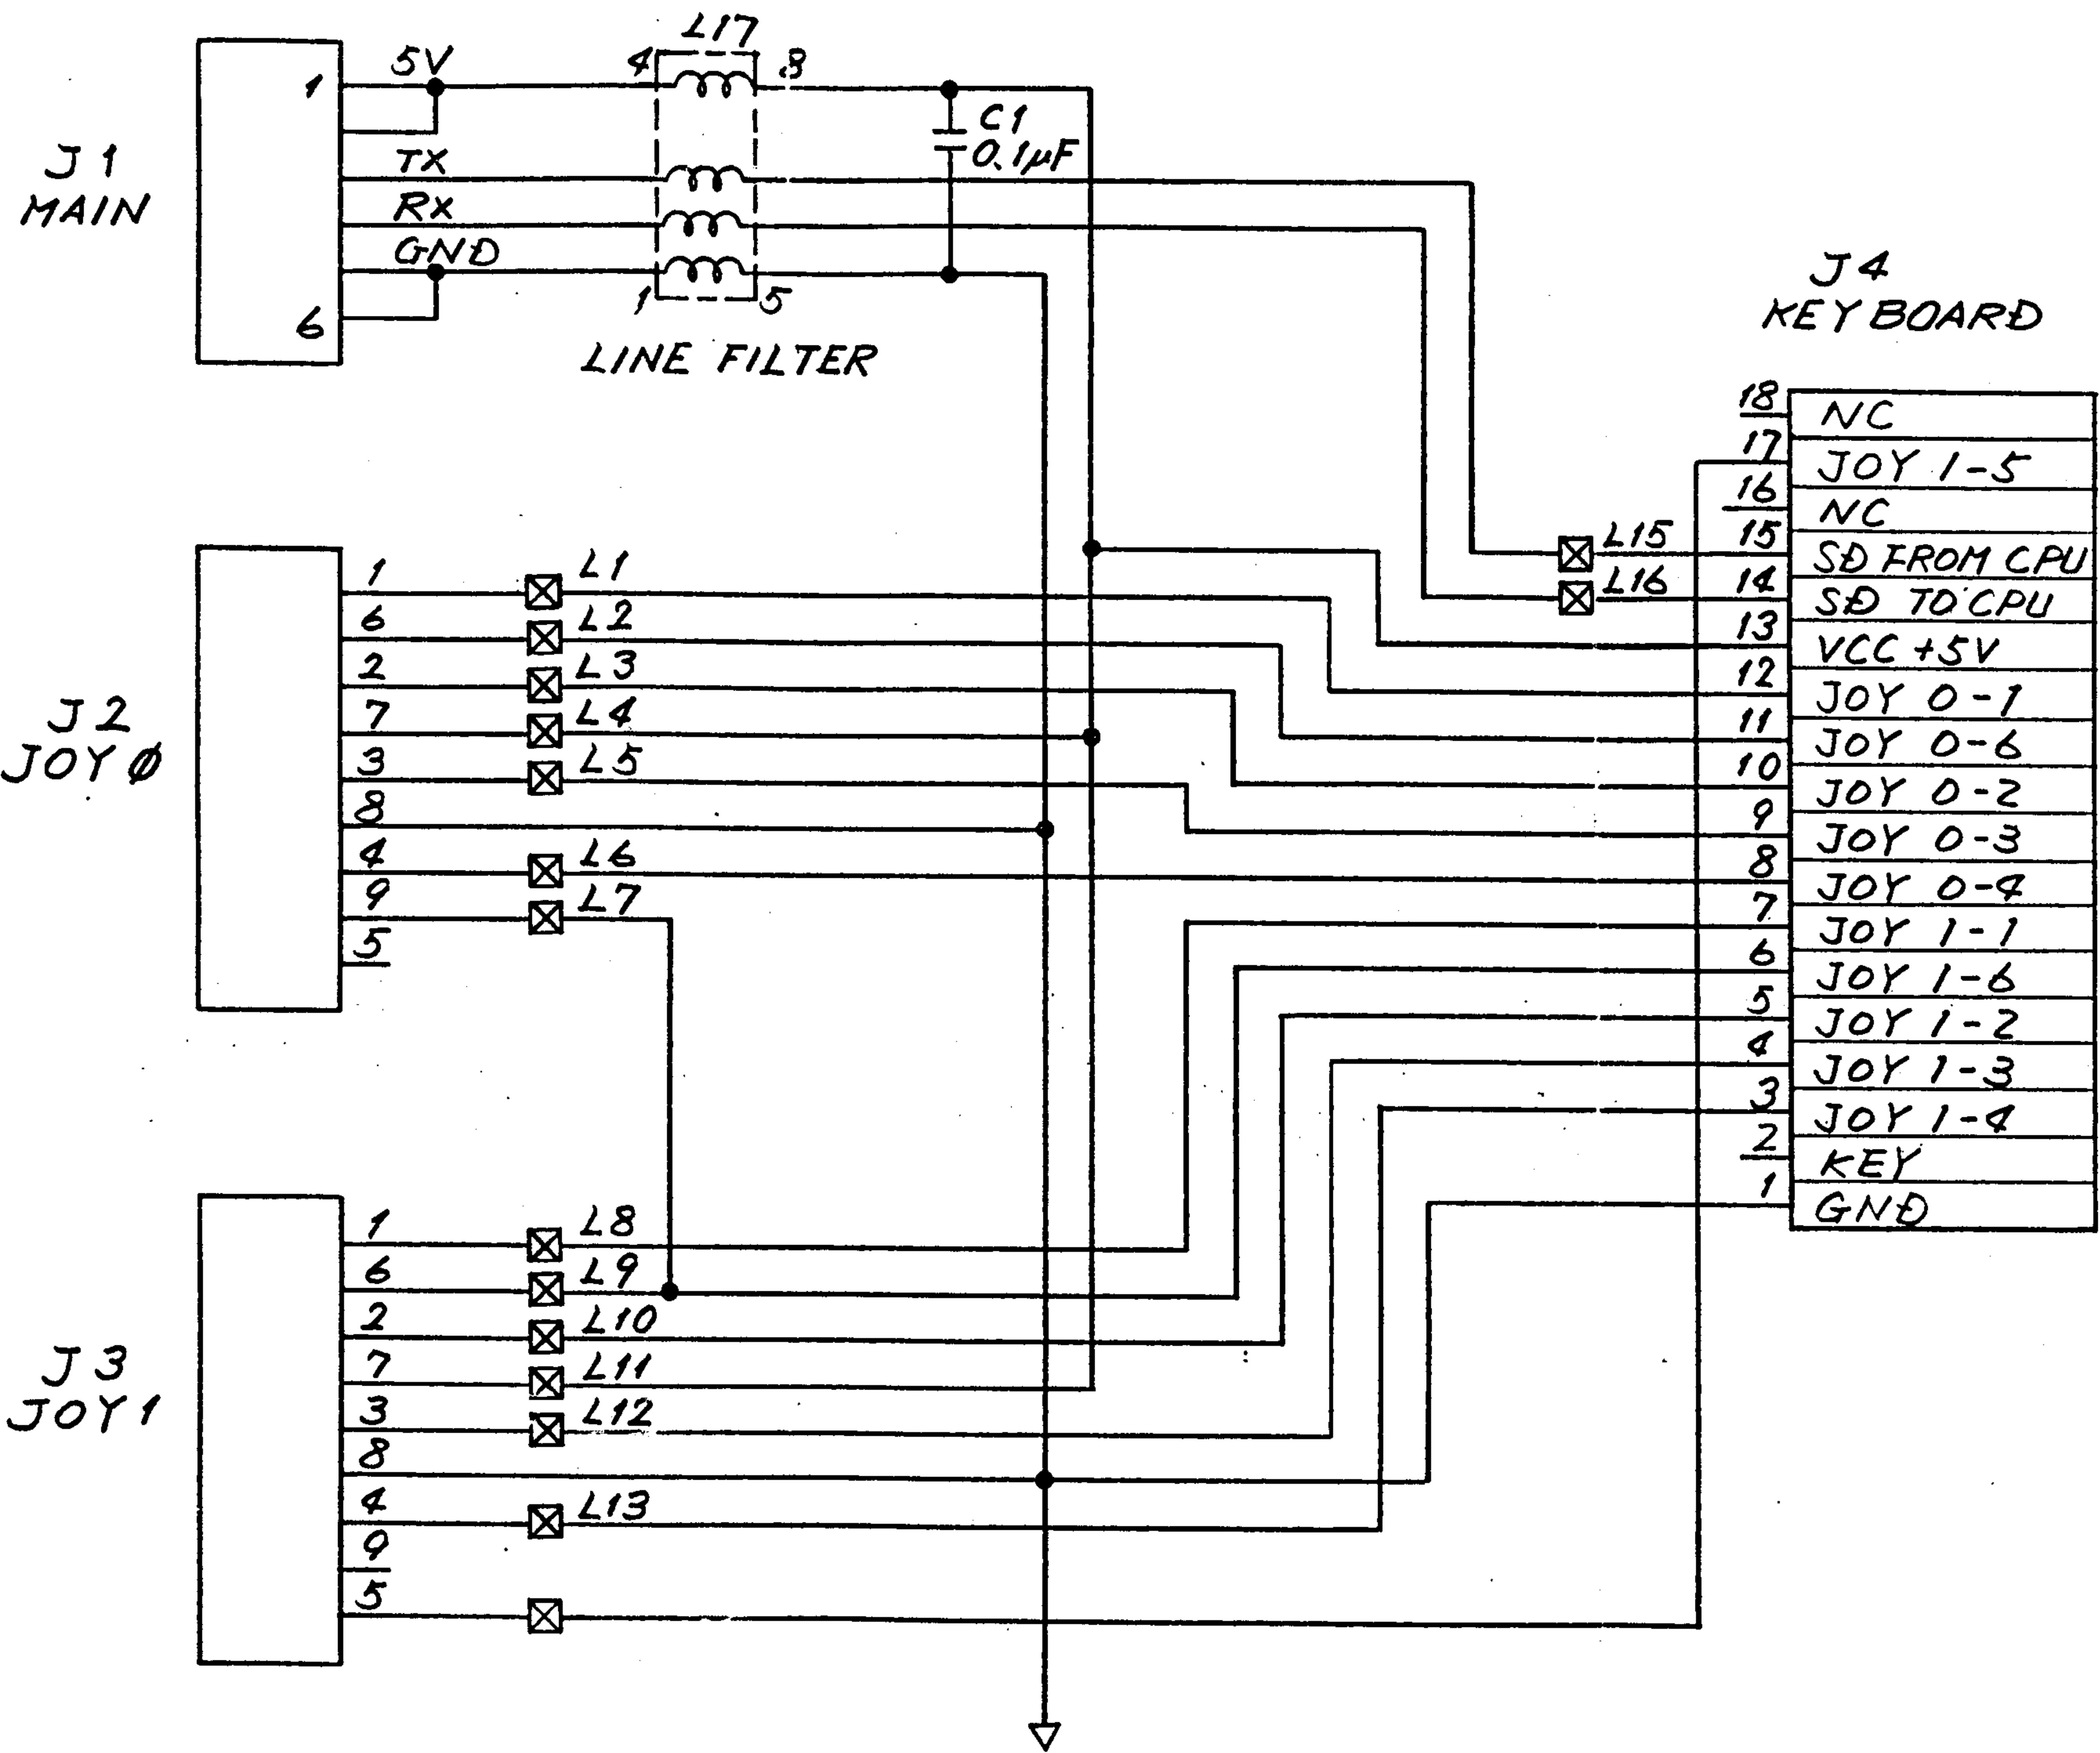 L17
5V
4
8
1
C1
0.1µF
TX
J1
MAIN
RX
GND
6
1
5
LINE FILTER
J4
KEYBOARD
18 NC
17 JOY 1-5
16 NC
15 SD FROM CPU
14 SD TO CPU
13 VCC +5V
12 JOY 0-1
11 JOY 0-6
10 JOY 0-2
9 JOY 0-3
8 JOY 0-4
7 JOY 1-1
6 JOY 1-6
5 JOY 1-2
4 JOY 1-3
3 JOY 1-4
2 KEY
1 GND
L15
L16
J2
JOY Ø
1 L1
6 L2
2 L3
7 L4
3 L5
8
4 L6
9 L7
5
J3
JOY 1
1 L8
6 L9
2 L10
7 L11
3 L12
8
4 L13
9
5